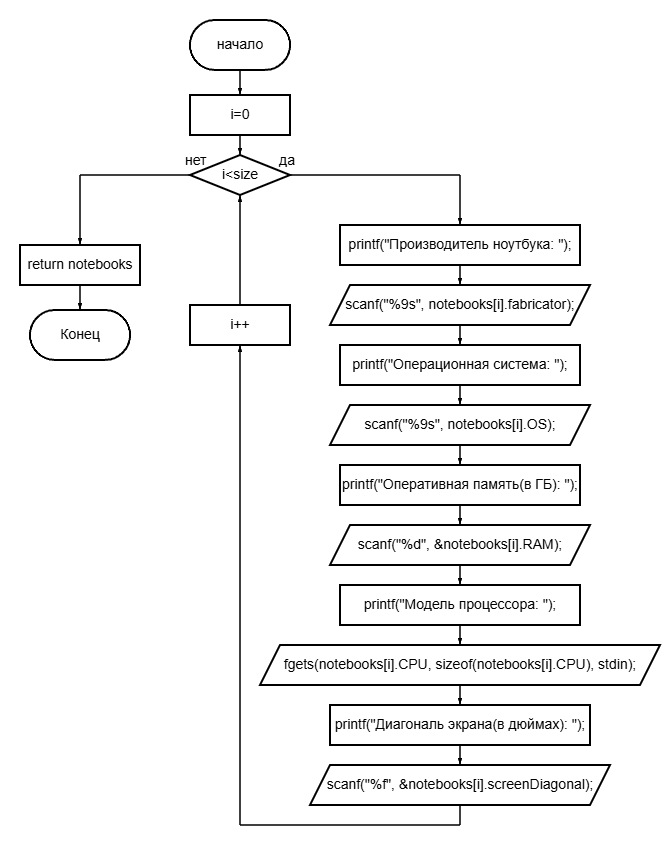 начало
i=0
нет
да
i<size
printf("Производитель ноутбука: ");
return notebooks
scanf("%9s", notebooks[i].fabricator);
i++
Конец
printf("Операционная система: ");
scanf("%9s", notebooks[i].OS);
printf("Оперативная память(в ГБ): ");
scanf("%d", &notebooks[i].RAM);
printf("Модель процессора: ");
fgets(notebooks[i].CPU, sizeof(notebooks[i].CPU), stdin);
printf("Диагональ экрана(в дюймах): ");
scanf("%f", &notebooks[i].screenDiagonal);